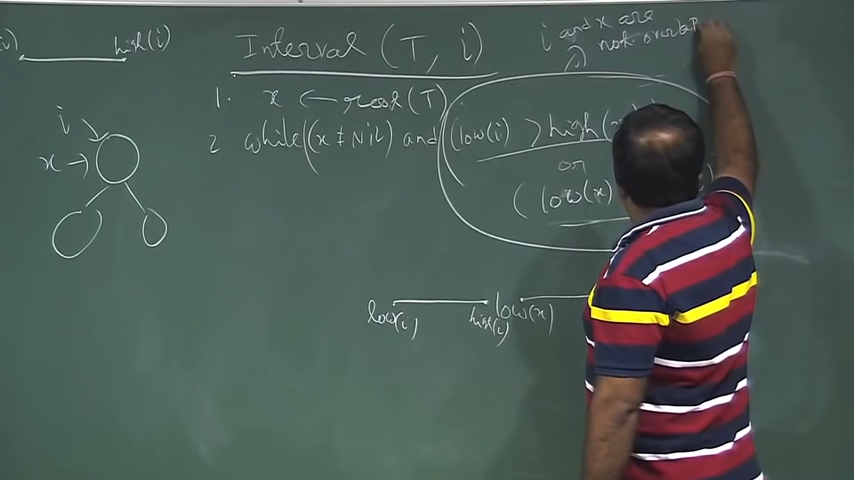 i) high(i)
Interval (T, i)
i and x are
not overlap
1. x ← root(T)
2 while((x ≠ Nil) and (low(i) > high(x
or
(low(x)
i
x →
low(i) high(i) low(x)